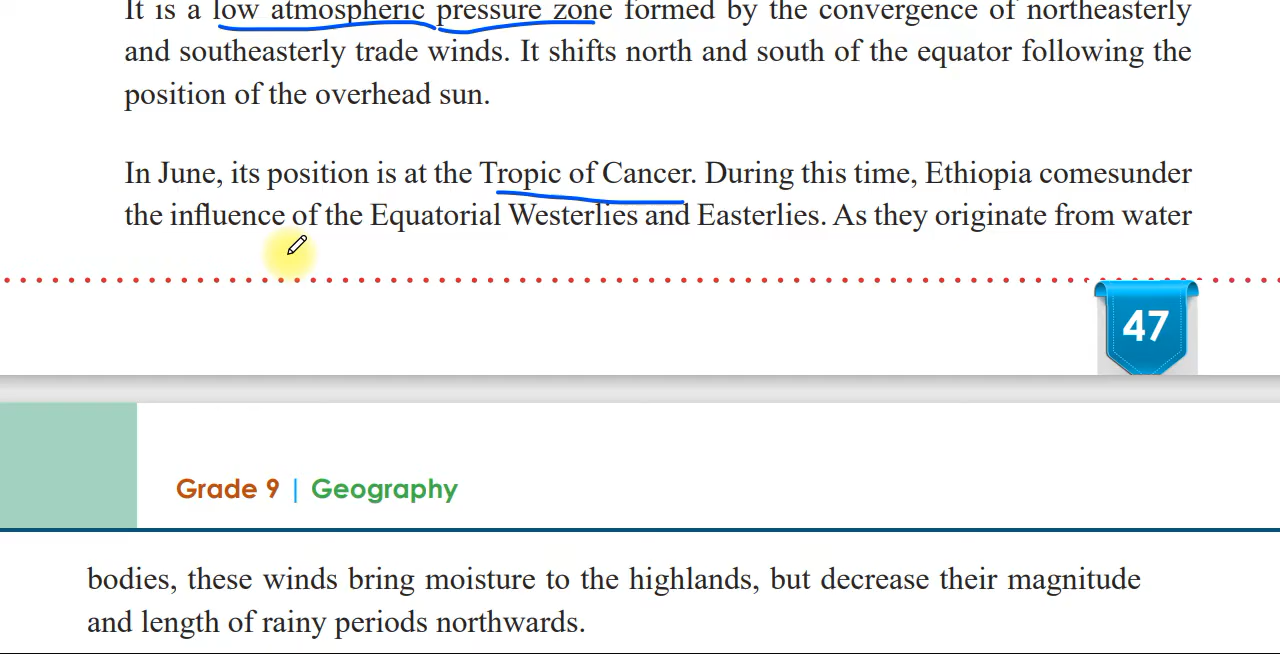 It is a low atmospheric pressure zone formed by the convergence of northeasterly
and southeasterly trade winds. It shifts north and south of the equator following the
position of the overhead sun.
In June, its position is at the Tropic of Cancer. During this time, Ethiopia comesunder
the influence of the Equatorial Westerlies and Easterlies. As they originate from water
47
Grade 9 | Geography
bodies, these winds bring moisture to the highlands, but decrease their magnitude
and length of rainy periods northwards.